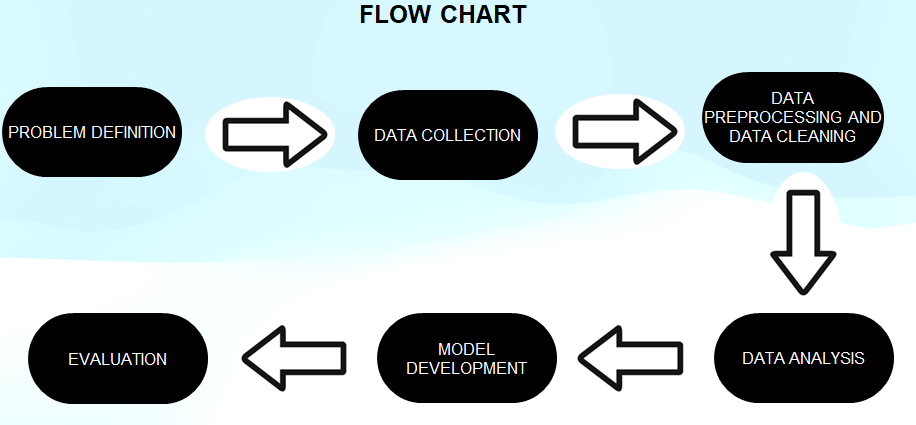 FLOW CHART
PROBLEM DEFINITION
DATA COLLECTION
DATA
PREPROCESSING AND
DATA CLEANING
DATA ANALYSIS
MODEL
DEVELOPMENT
EVALUATION